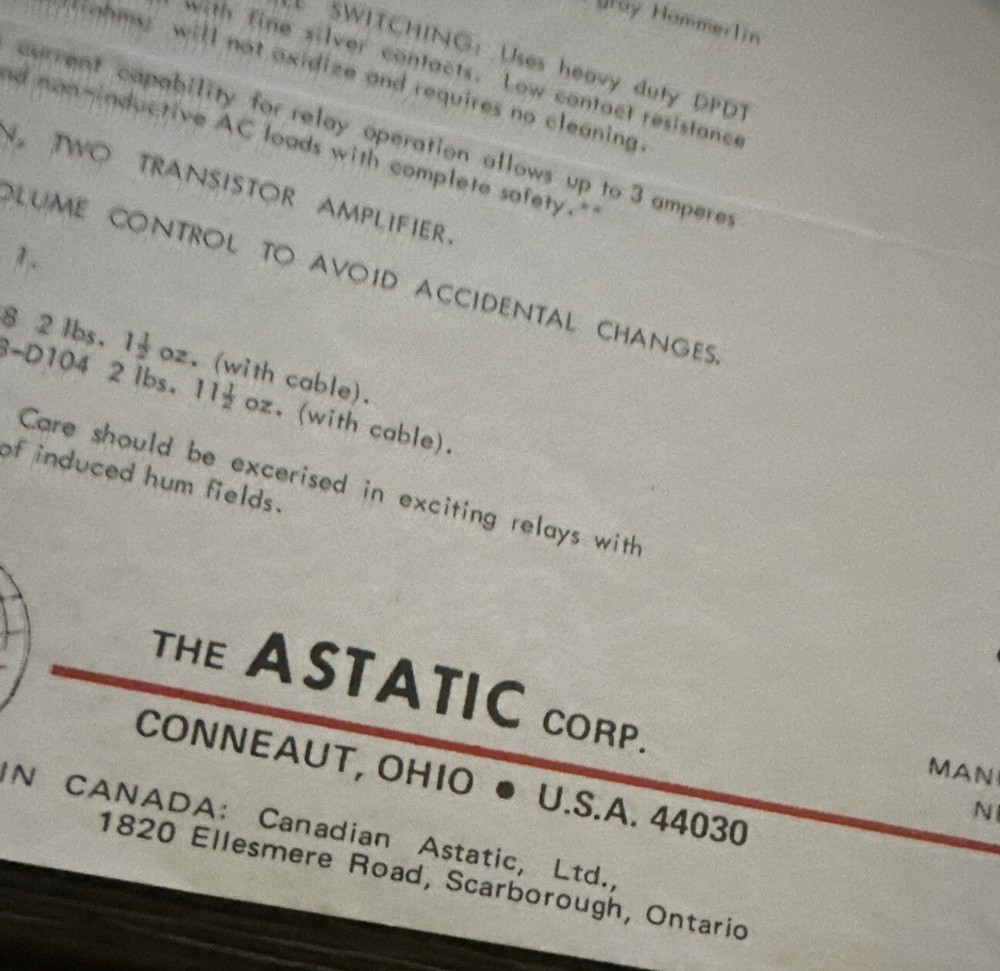 gray Hammerlin
SWITCHING: Uses heavy duty DPDT
with fine silver contacts. Low contact resistance
will not oxidize and requires no cleaning.
current capability for relay operation allows up to 3 amperes
non-inductive AC loads with complete safety.**
N, TWO TRANSISTOR AMPLIFIER.
OLUME CONTROL TO AVOID ACCIDENTAL CHANGES.
1.
8 2 lbs. 1½ oz. (with cable).
-D104 2 lbs. 11½ oz. (with cable).
Care should be excerised in exciting relays with
of induced hum fields.
THE ASTATIC CORP.
CONNEAUT, OHIO • U.S.A. 44030
IN CANADA: Canadian Astatic, Ltd.,
1820 Ellesmere Road, Scarborough, Ontario
MAN
N